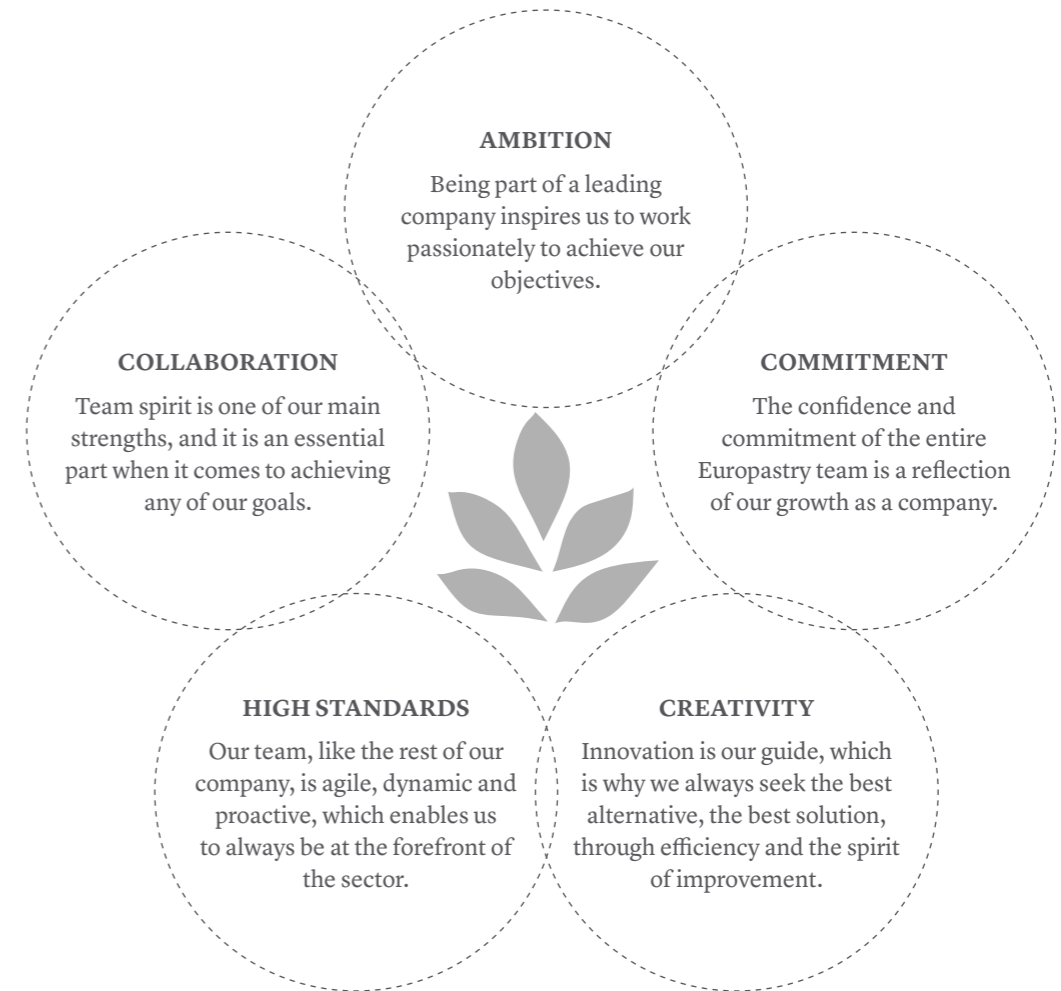 AMBITION
Being part of a leading
company inspires us to work
passionately to achieve our
objectives.
COLLABORATION
Team spirit is one of our main
strengths, and it is an essential
part when it comes to achieving
any of our goals.
COMMITMENT
The confidence and
commitment of the entire
Europastry team is a reflection
of our growth as a company.
HIGH STANDARDS
Our team, like the rest of our
company, is agile, dynamic and
proactive, which enables us
to always be at the forefront of
the sector.
CREATIVITY
Innovation is our guide, which
is why we always seek the best
alternative, the best solution,
through efficiency and the spirit
of improvement.